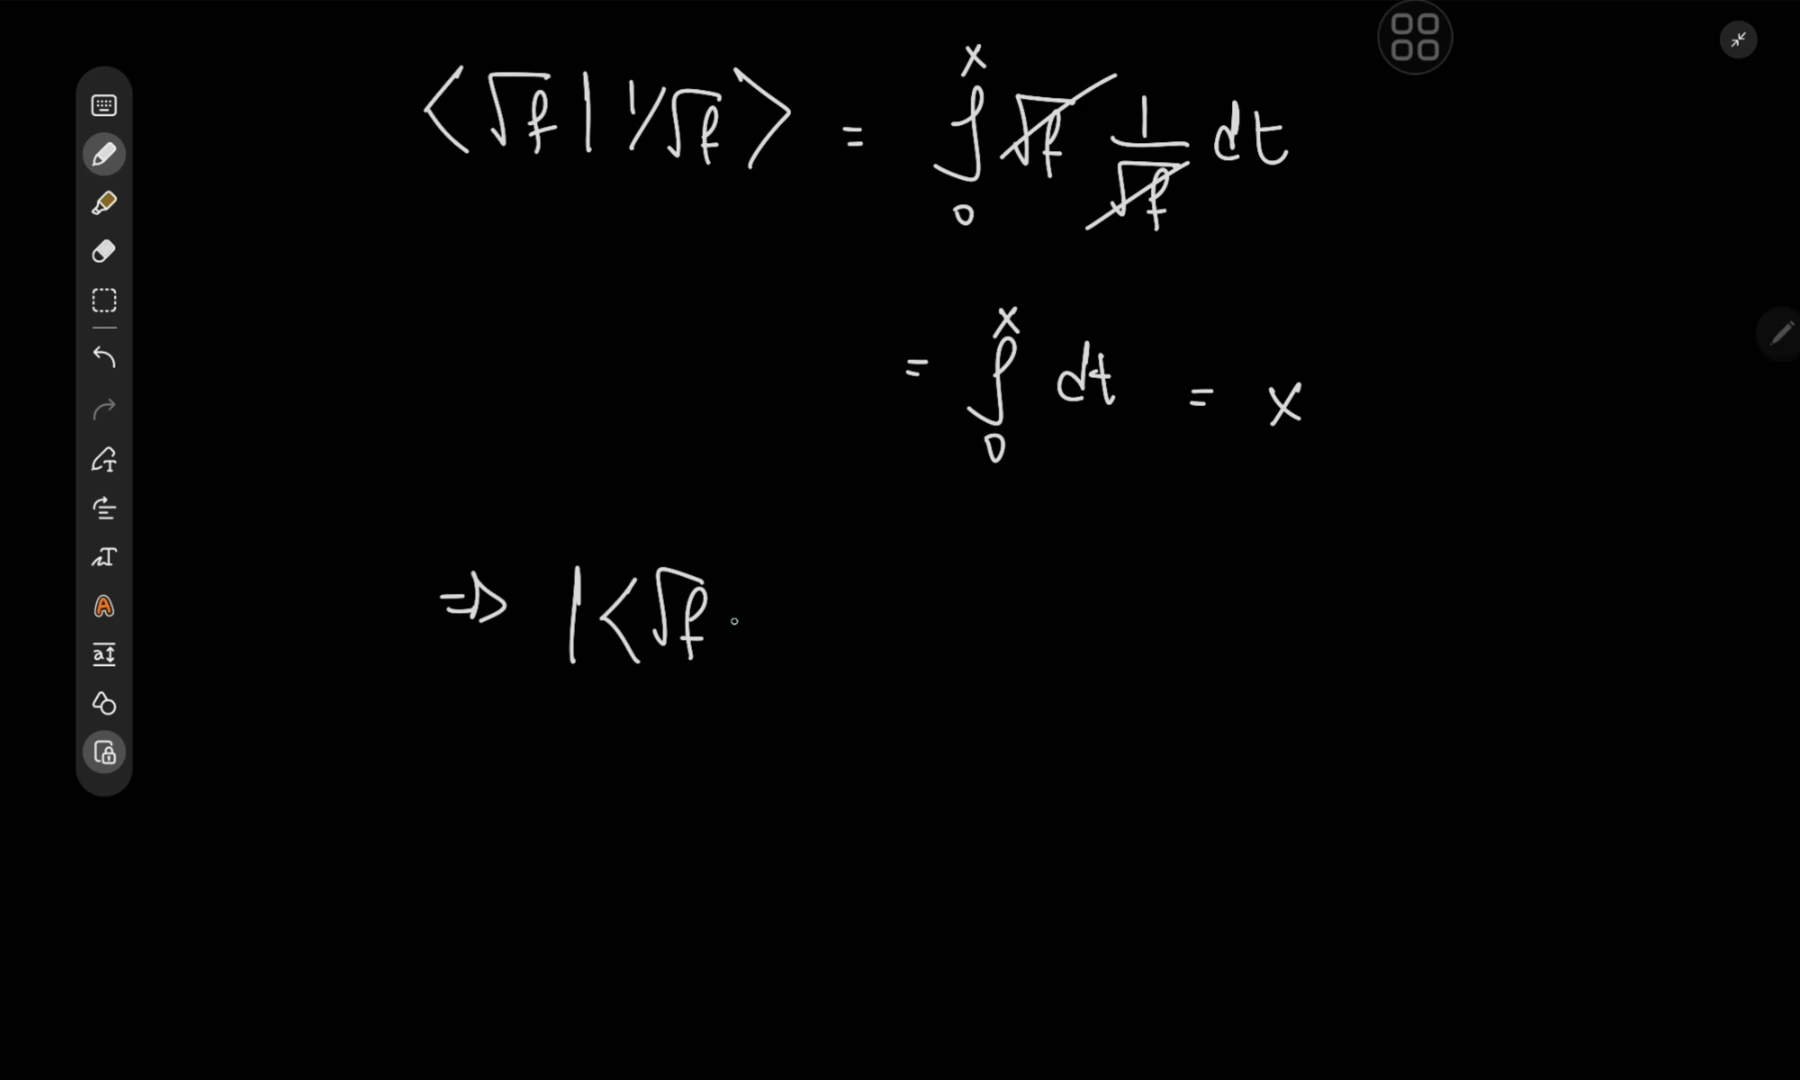 ⟨√f | 1/√f⟩ = ∫₀ˣ √f 1/√f dt
= ∫₀ˣ dt = x
⇒ |⟨√f